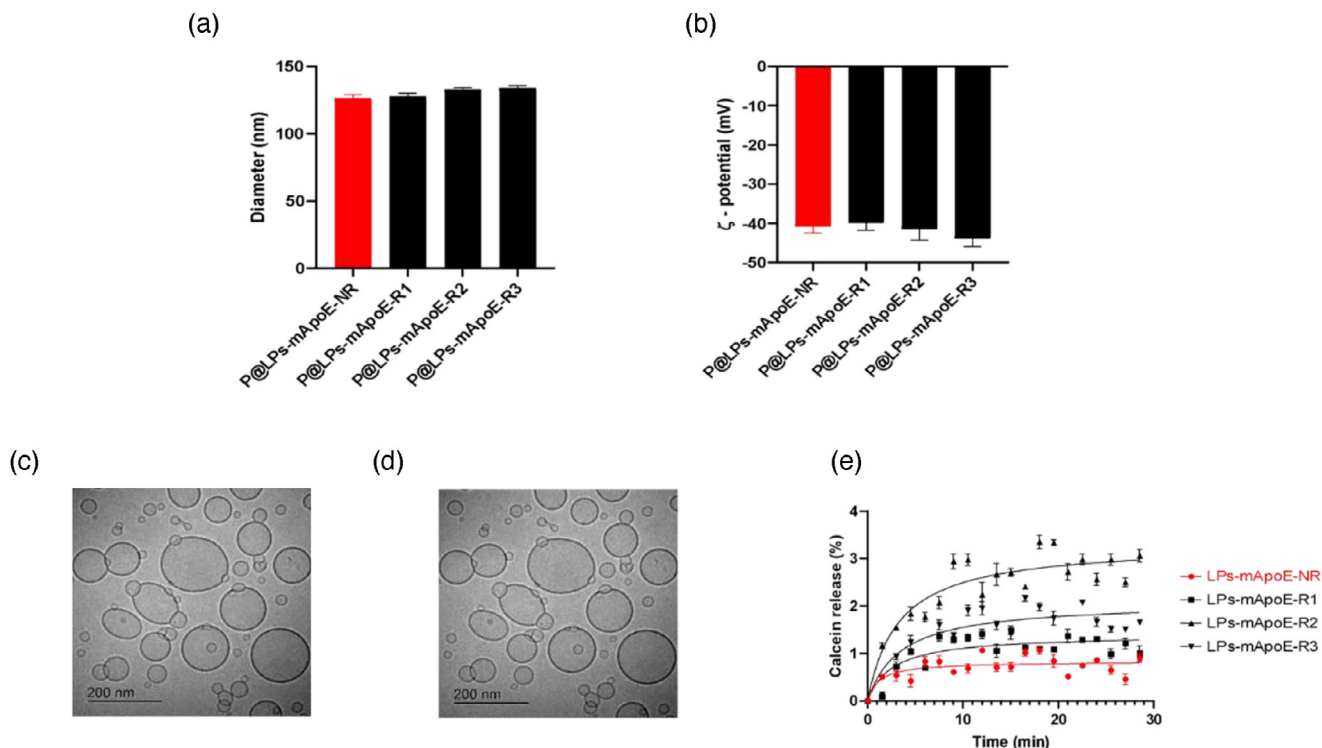 (a)
(b)
Diameter (nm)
150
100
50
0
P@LPs-mApoE-NR
P@LPs-mApoE-R1
P@LPs-mApoE-R2
P@LPs-mApoE-R3
ζ - potential (mV)
0
-10
-20
-30
-40
-50
P@LPs-mApoE-NR
P@LPs-mApoE-R1
P@LPs-mApoE-R2
P@LPs-mApoE-R3
(c)
(d)
(e)
200 nm
200 nm
Calcein release (%)
4
3
2
1
0
0
10
20
30
Time (min)
LPs-mApoE-NR
LPs-mApoE-R1
LPs-mApoE-R2
LPs-mApoE-R3